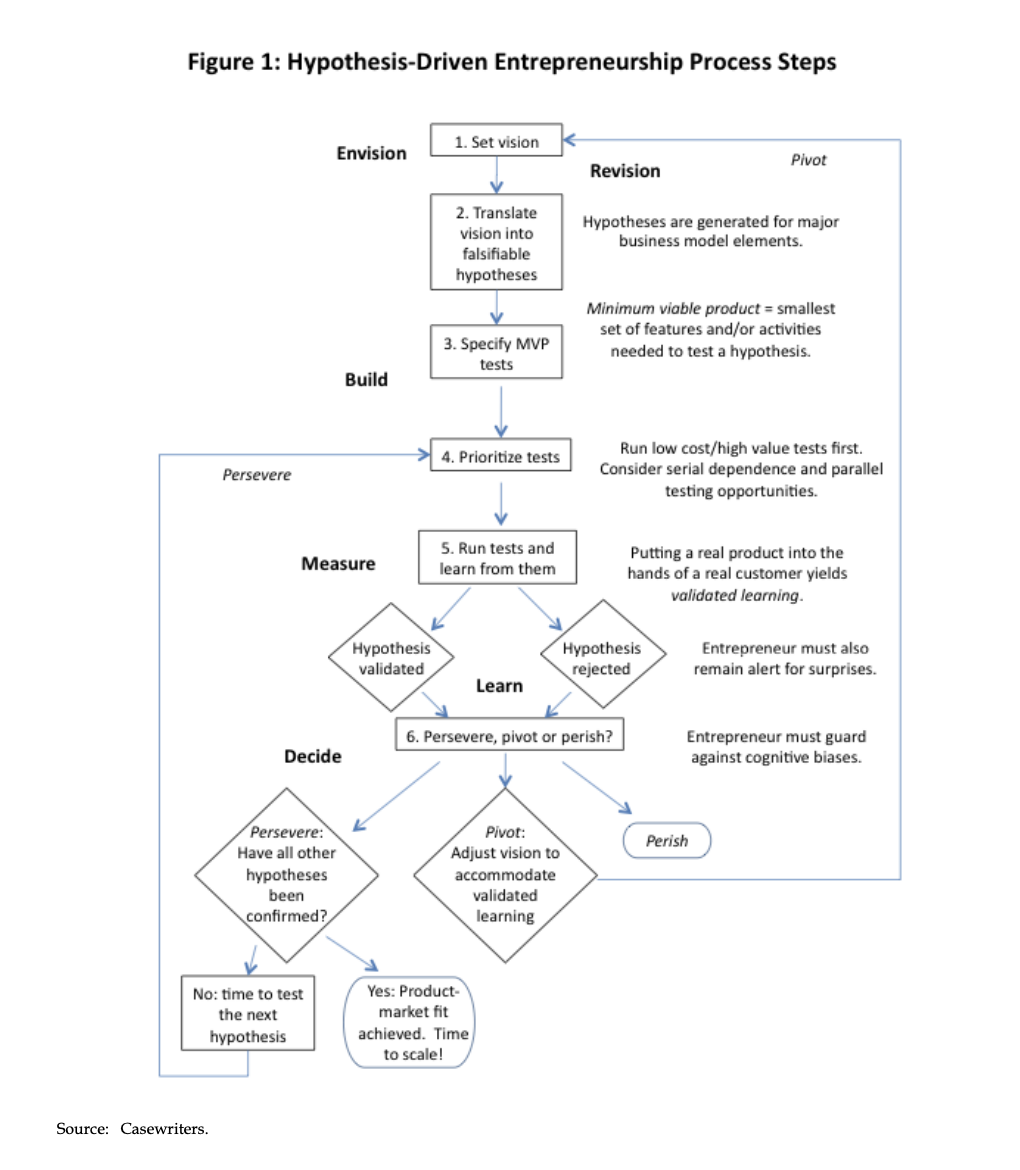 Figure 1: Hypothesis-Driven Entrepreneurship Process Steps
1. Set vision
Envision
Pivot
Revision
2. Translate
vision into
falsifiable
hypotheses
Hypotheses are generated for major
business model elements.
Minimum viable product = smallest
set of features and/or activities
needed to test a hypothesis.
3. Specify MVP
tests
Build
4. Prioritize tests
Run low cost/high value tests first.
Consider serial dependence and parallel
testing opportunities.
Persevere
5. Run tests and
learn from them
Measure
Putting a real product into the
hands of a real customer yields
validated learning.
Hypothesis
validated
Hypothesis
rejected
Entrepreneur must also
remain alert for surprises.
Learn
6. Persevere, pivot or perish?
Entrepreneur must guard
against cognitive biases.
Decide
Persevere:
Have all other
hypotheses
been
confirmed?
Pivot:
Adjust vision to
accommodate
validated
learning
Perish
No: time to test
the next
hypothesis
Yes: Product-
market fit
achieved. Time
to scale!
Source: Casewriters.